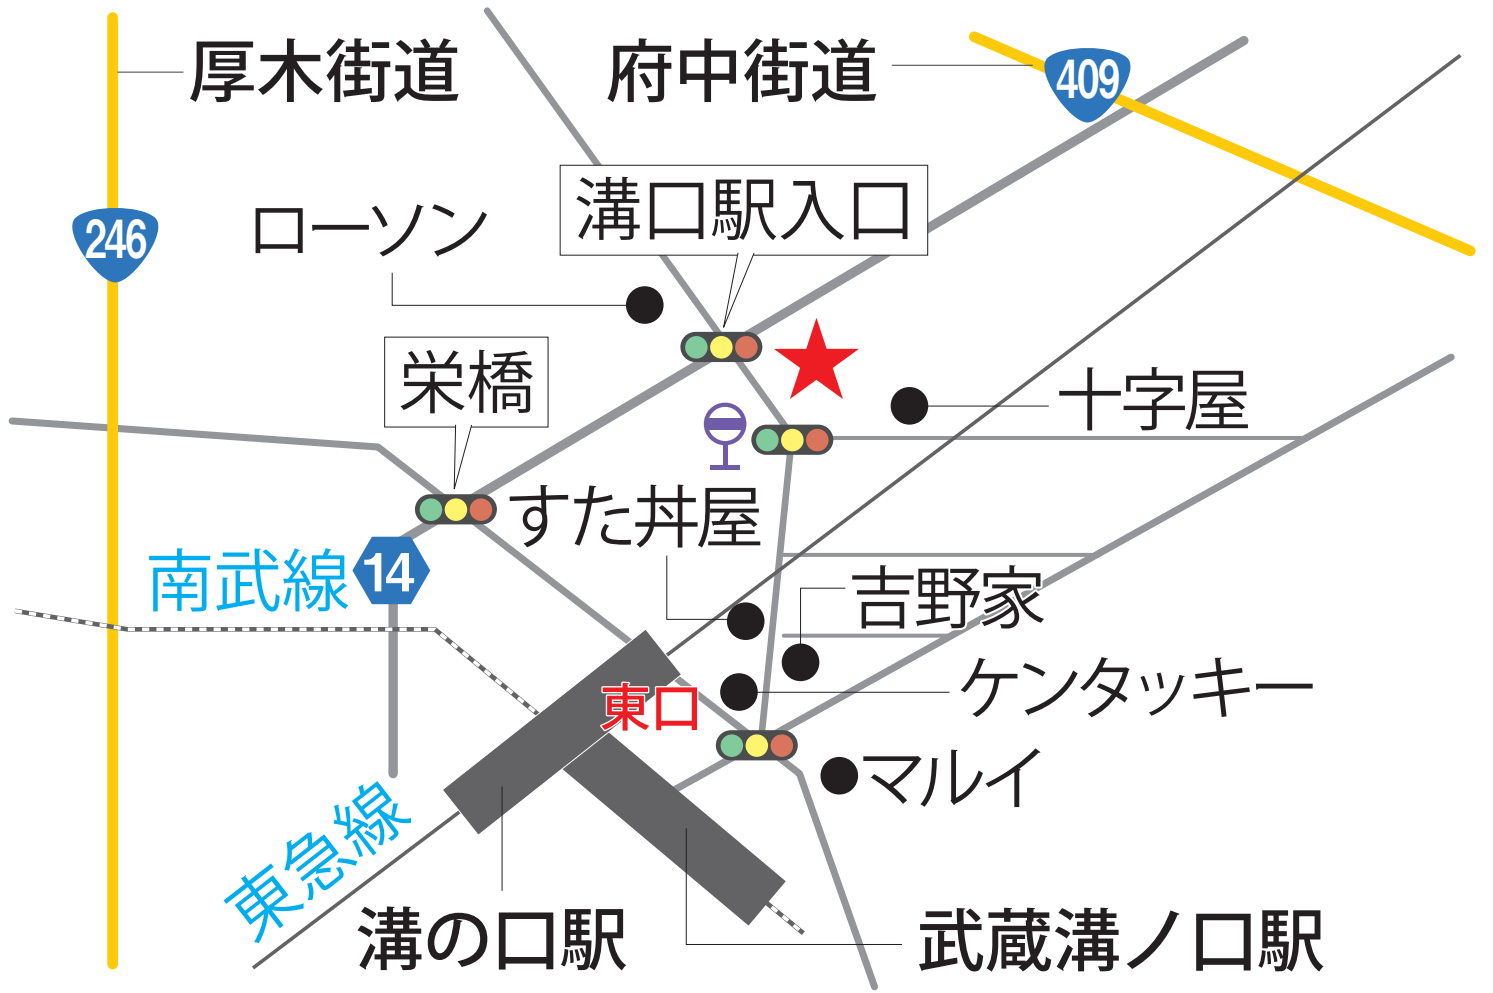 厚木街道
府中街道
409
246
ローソン
溝口駅入口
栄橋
十字屋
すた丼屋
南武線
14
吉野家
東口
ケンタッキー
マルイ
東急線
溝の口駅
武蔵溝ノ口駅